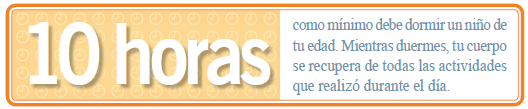 10 horas
como mínimo debe dormir un niño de
tu edad. Mientras duermes, tu cuerpo
se recupera de todas las actividades
que realizó durante el día.